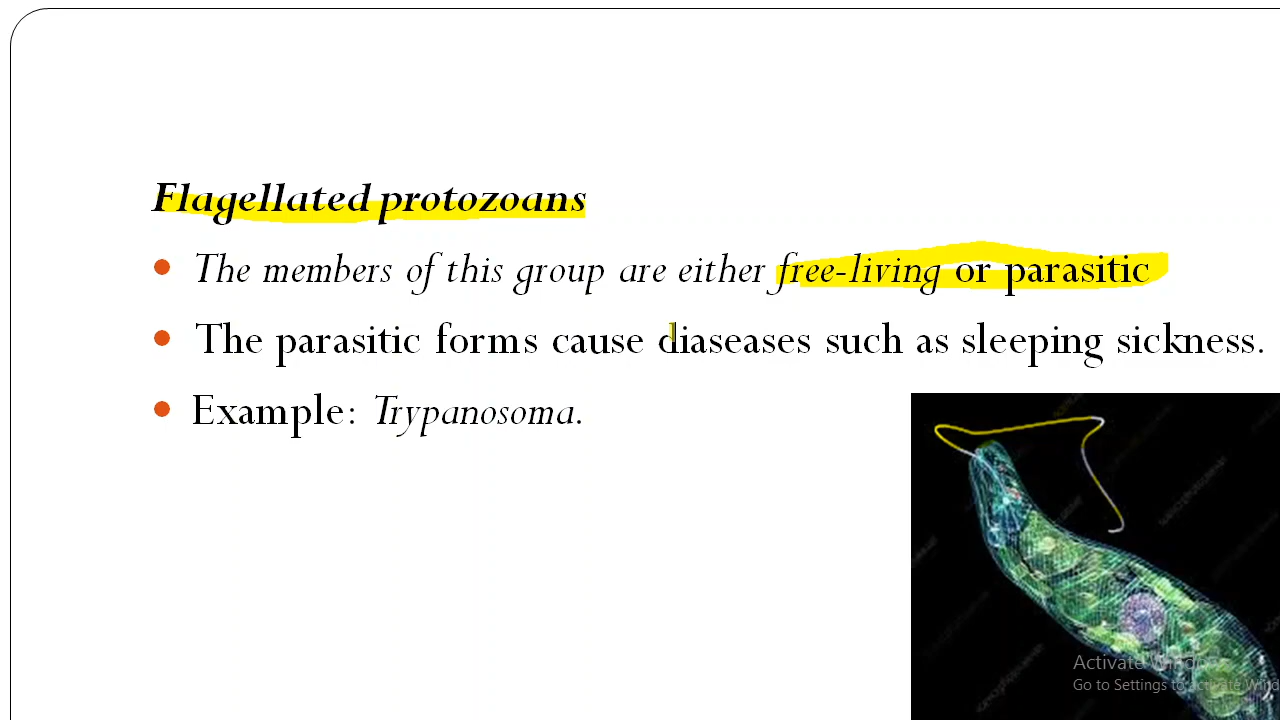 Flagellated protozoans
The members of this group are either free-living or parasitic
The parasitic forms cause diaseases such as sleeping sickness.
Example: Trypanosoma.
Activate Windows
Go to Settings to activate Wind